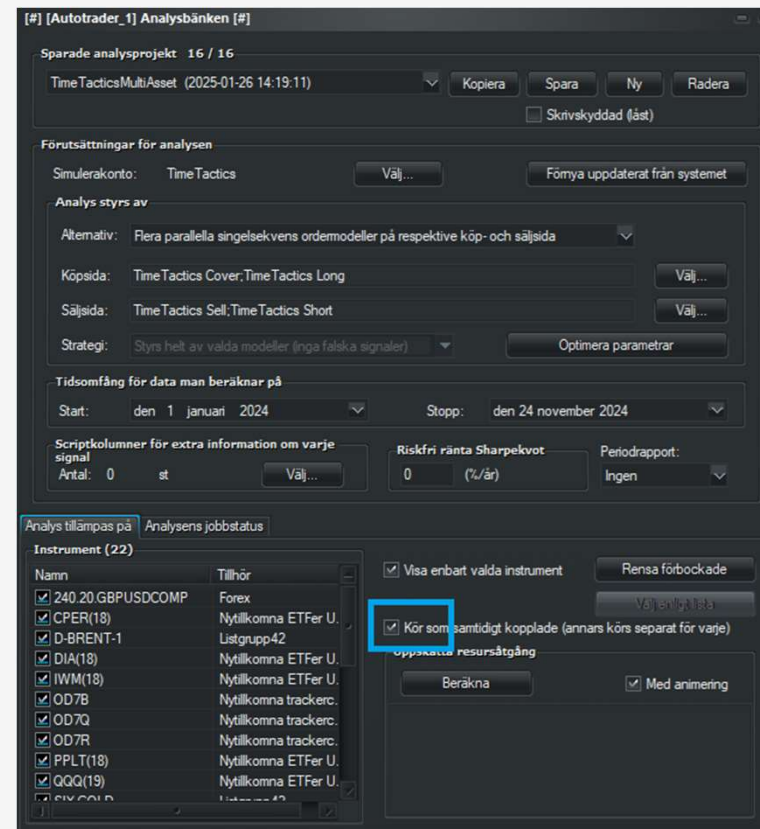 [#] [Autotrader_1] Analysbänken [#]
Sparade analysprojekt 16 / 16
TimeTacticsMultiAsset (2025-01-26 14:19:11)
Kopiera
Spara
Ny
Radera
Skrivskyddad (låst)
Förutsättningar för analysen
Simulerakonto: TimeTactics
Välj...
Förnya uppdaterat från systemet
Analys styrs av
Alternativ: Flera parallella singelsekvens ordermodeller på respektive köp- och säljsida
Köpsida: TimeTactics Cover;TimeTactics Long
Välj...
Säljsida: TimeTactics Sell;TimeTactics Short
Välj...
Strategi: Styrs helt av valda modeller (inga falska signaler)
Optimera parametrar
Tidsomfång för data man beräknar på
Start: den 1 januari 2024
Stopp: den 24 november 2024
Scriptkolumner för extra information om varje
signal
Antal: 0 st
Välj...
Riskfri ränta Sharpekvot
0 (%/år)
Periodrapport:
Ingen
Analys tillämpas på
Analysens jobbstatus
Instrument (22)
Namn Tillhör
240.20.GBPUSDCOMP Forex
CPER(18) Nytillkomna ETFer U.
D-BRENT-1 Listgrupp42
DIA(18) Nytillkomna ETFer U.
IWM(18) Nytillkomna ETFer U.
OD7B Nytillkomna trackerc.
OD7Q Nytillkomna trackerc.
OD7R Nytillkomna trackerc.
PPLT(18) Nytillkomna ETFer U.
QQQ(19) Nytillkomna ETFer U.
Visa enbart valda instrument
Rensa förbockade
Välj enligt lista
Kör som samtidigt kopplade (annars körs separat för varje)
Uppskatta resursåtgång
Beräkna
Med animering